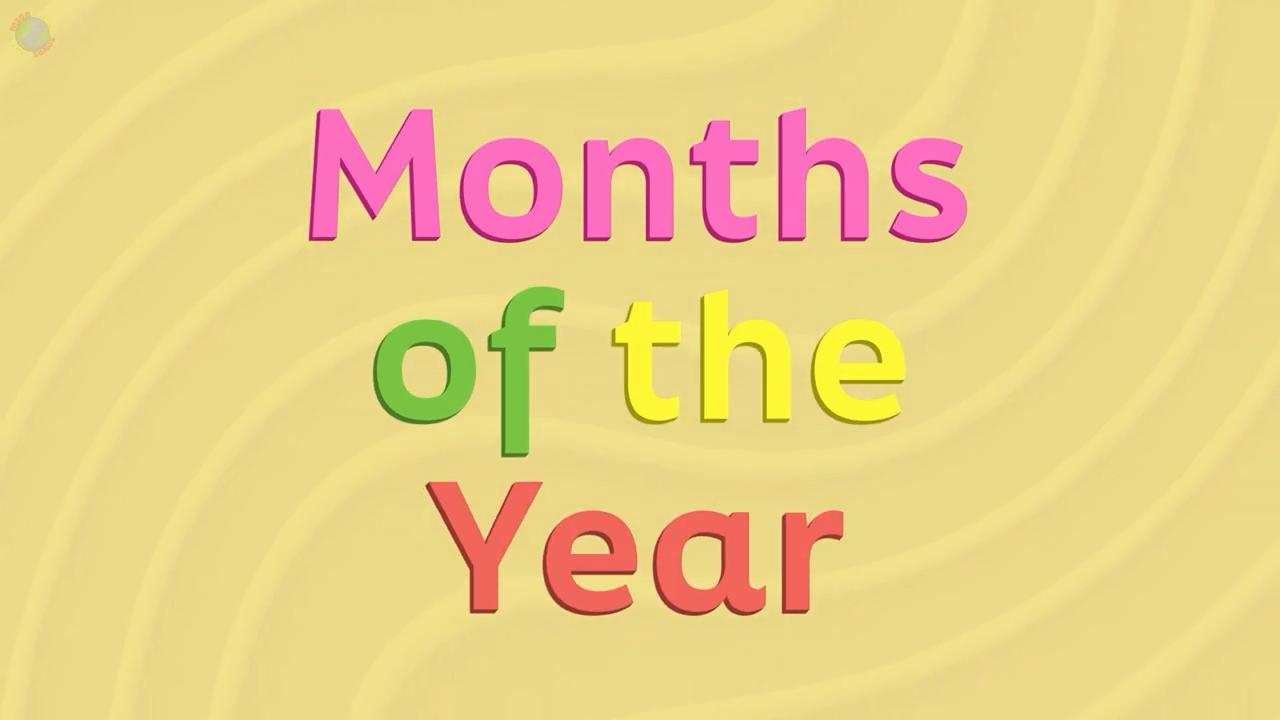 Months
of the
Year